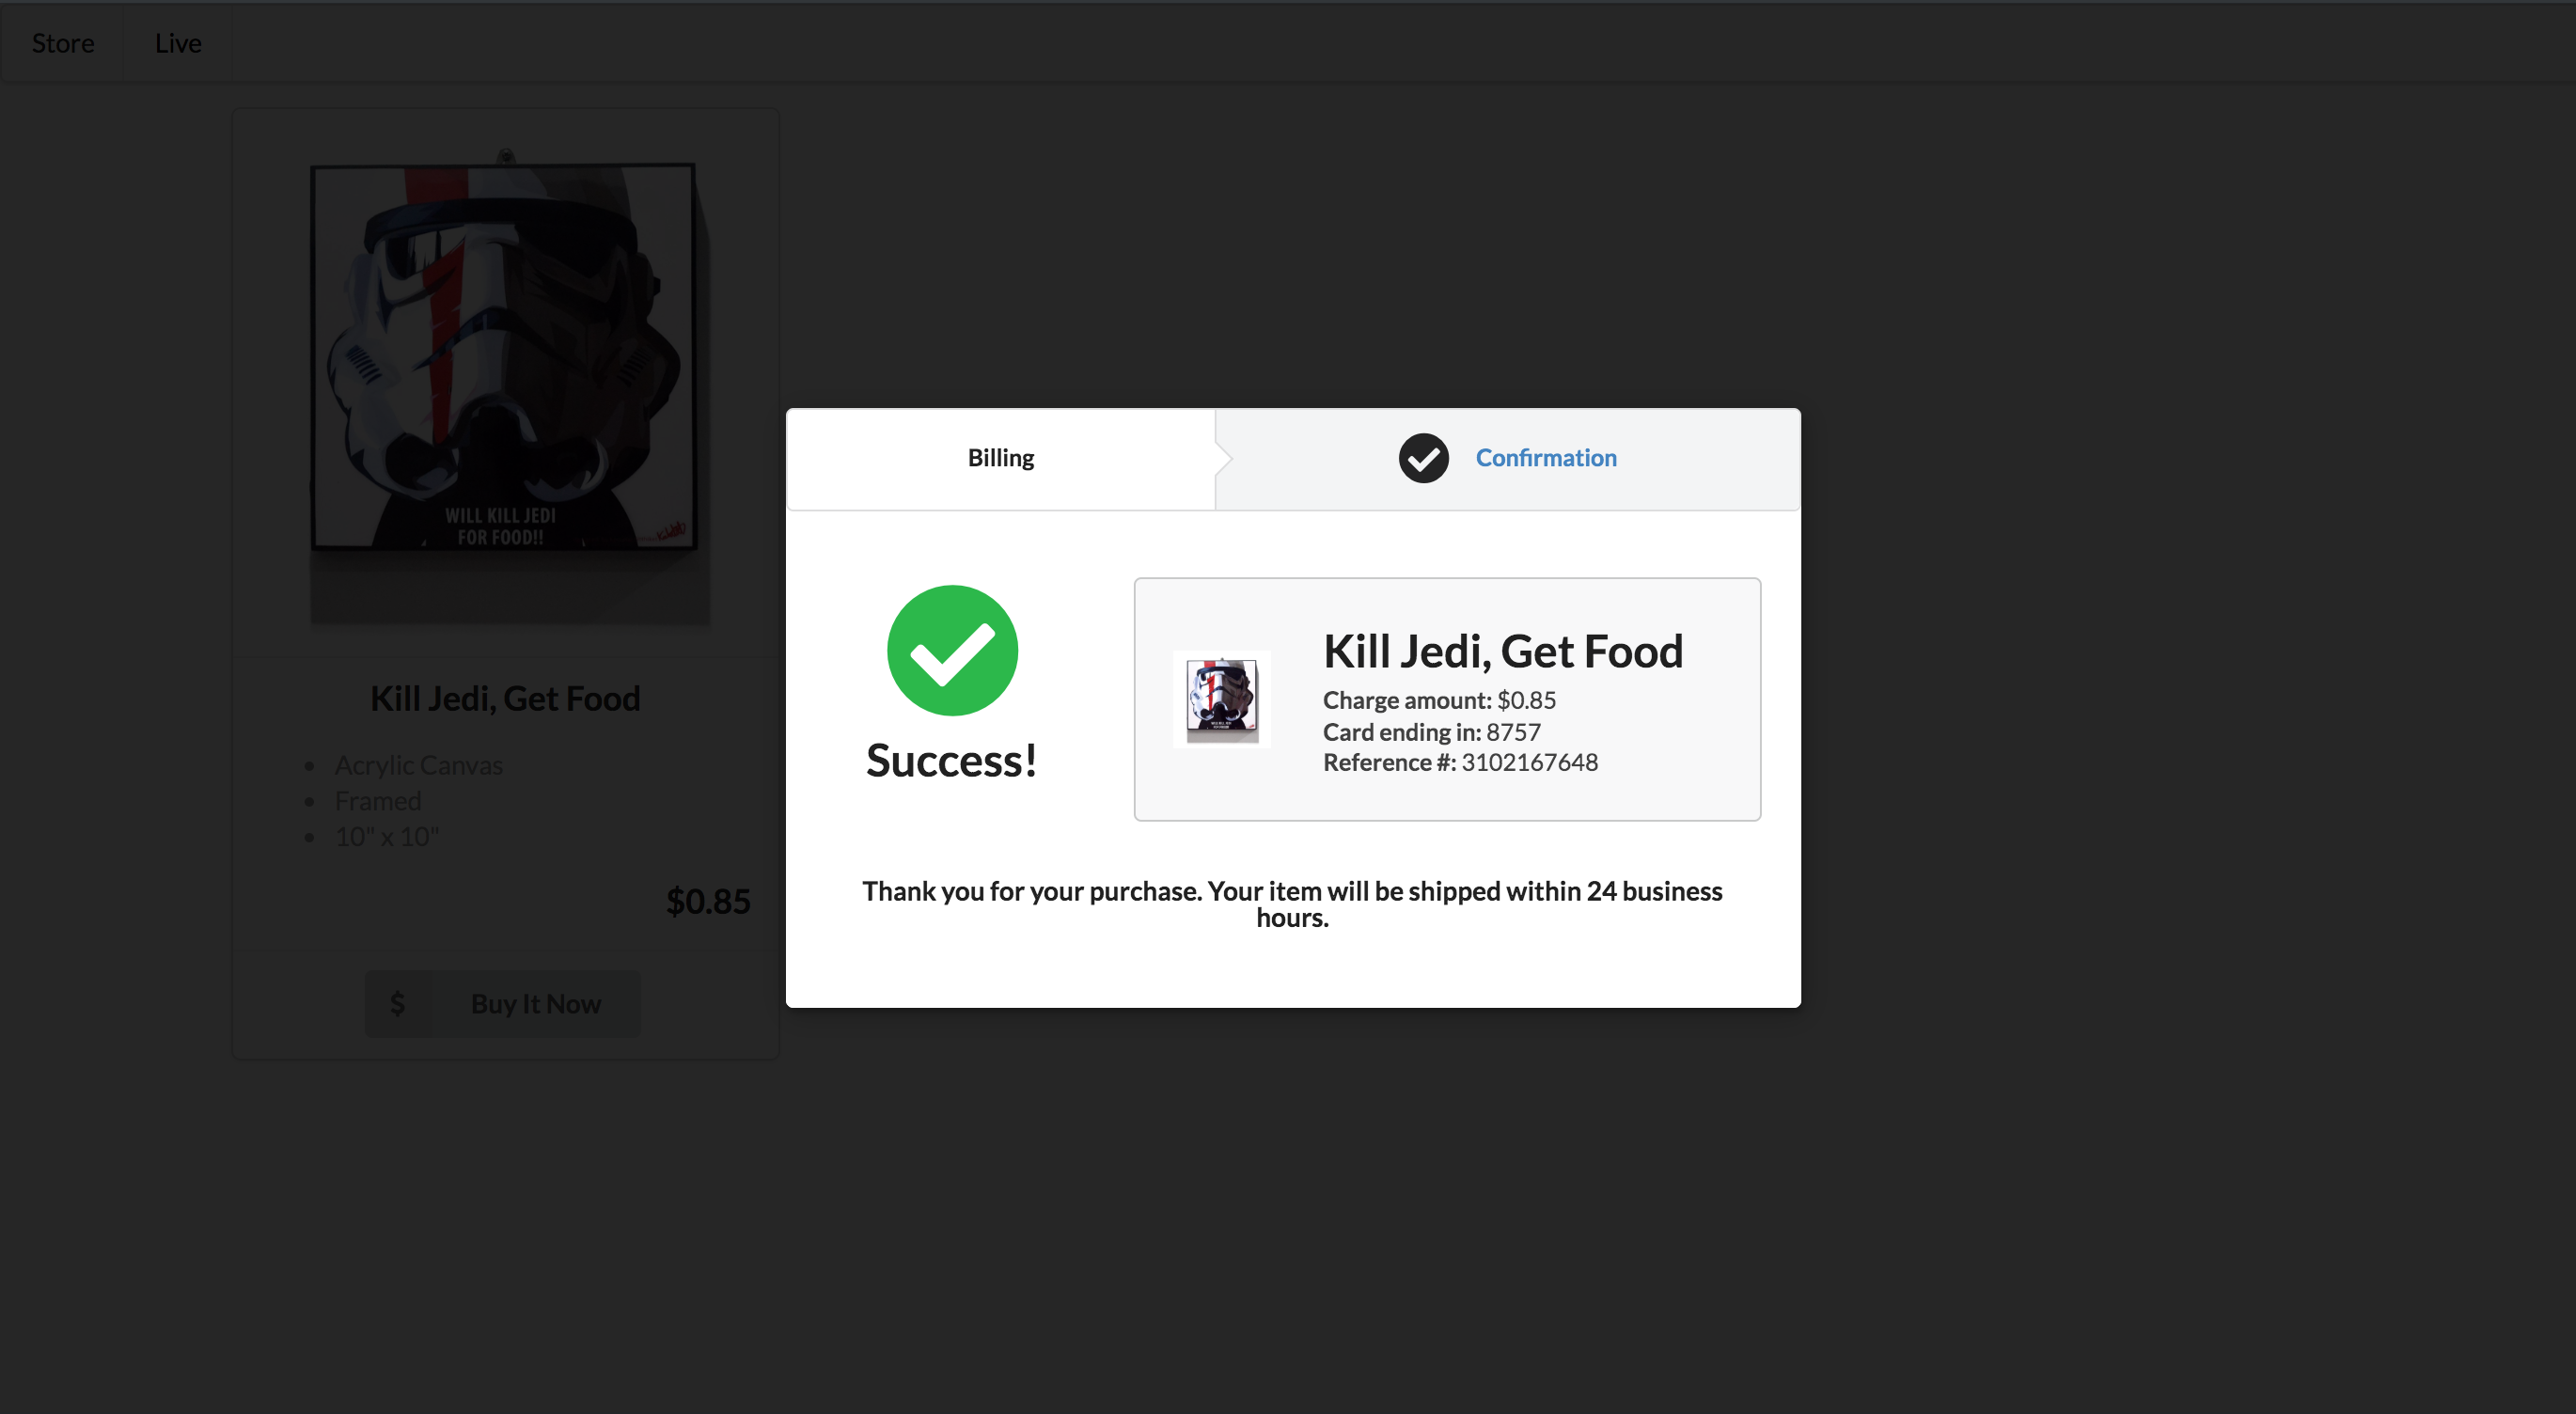 Store
Live
WILL KILL JEDI
FOR FOOD!!
Kill Jedi, Get Food
Acrylic Canvas
Framed
10" x 10"
$0.85
$ Buy It Now
Billing
Confirmation
Success!
Kill Jedi, Get Food
Charge amount: $0.85
Card ending in: 8757
Reference #: 3102167648
Thank you for your purchase. Your item will be shipped within 24 business
hours.